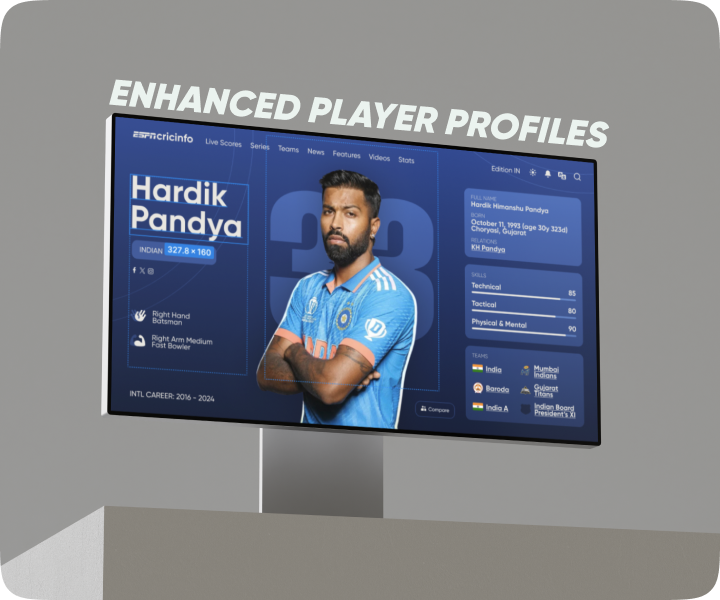 ENHANCED PLAYER PROFILES
ESPN cricinfo
Live Scores Series Teams News Features Videos Stats
Edition IN
Hardik
Pandya
INDIAN 327.8 × 160
33
Right Hand
Batsman
Right Arm Medium
Fast Bowler
INTL CAREER: 2016 - 2024
FULL NAME
Hardik Himanshu Pandya
BORN
October 11, 1993 (age 30y 323d)
Choryasi, Gujarat
RELATIONS
KH Pandya
SKILLS
Technical 85
Tactical 80
Physical & Mental 90
TEAMS
India
Mumbai
Indians
Baroda
Gujarat
Titans
India A
Indian Board
President's XI
Compare